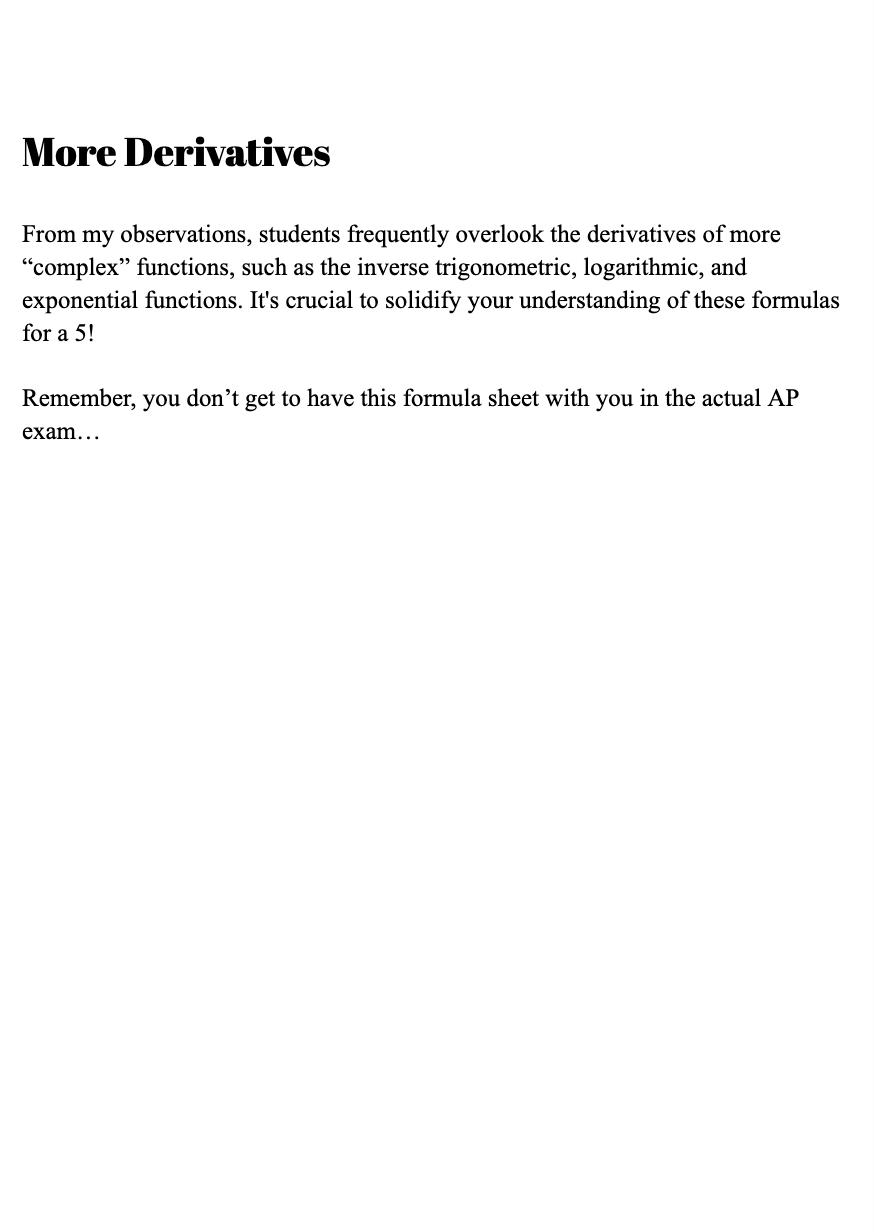 More Derivatives
From my observations, students frequently overlook the derivatives of more
“complex” functions, such as the inverse trigonometric, logarithmic, and
exponential functions. It's crucial to solidify your understanding of these formulas
for a 5!
Remember, you don’t get to have this formula sheet with you in the actual AP
exam…